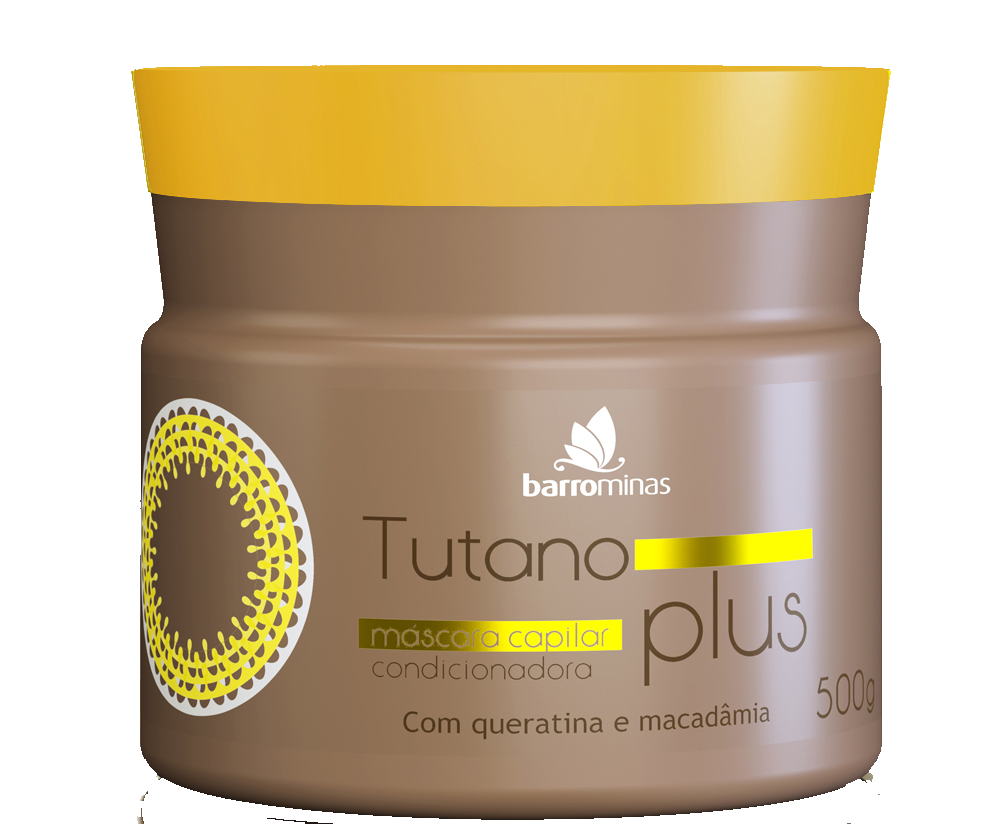 barrominas
Tutano
plus
máscara capilar
condicionadora
Com queratina e macadâmia
500g